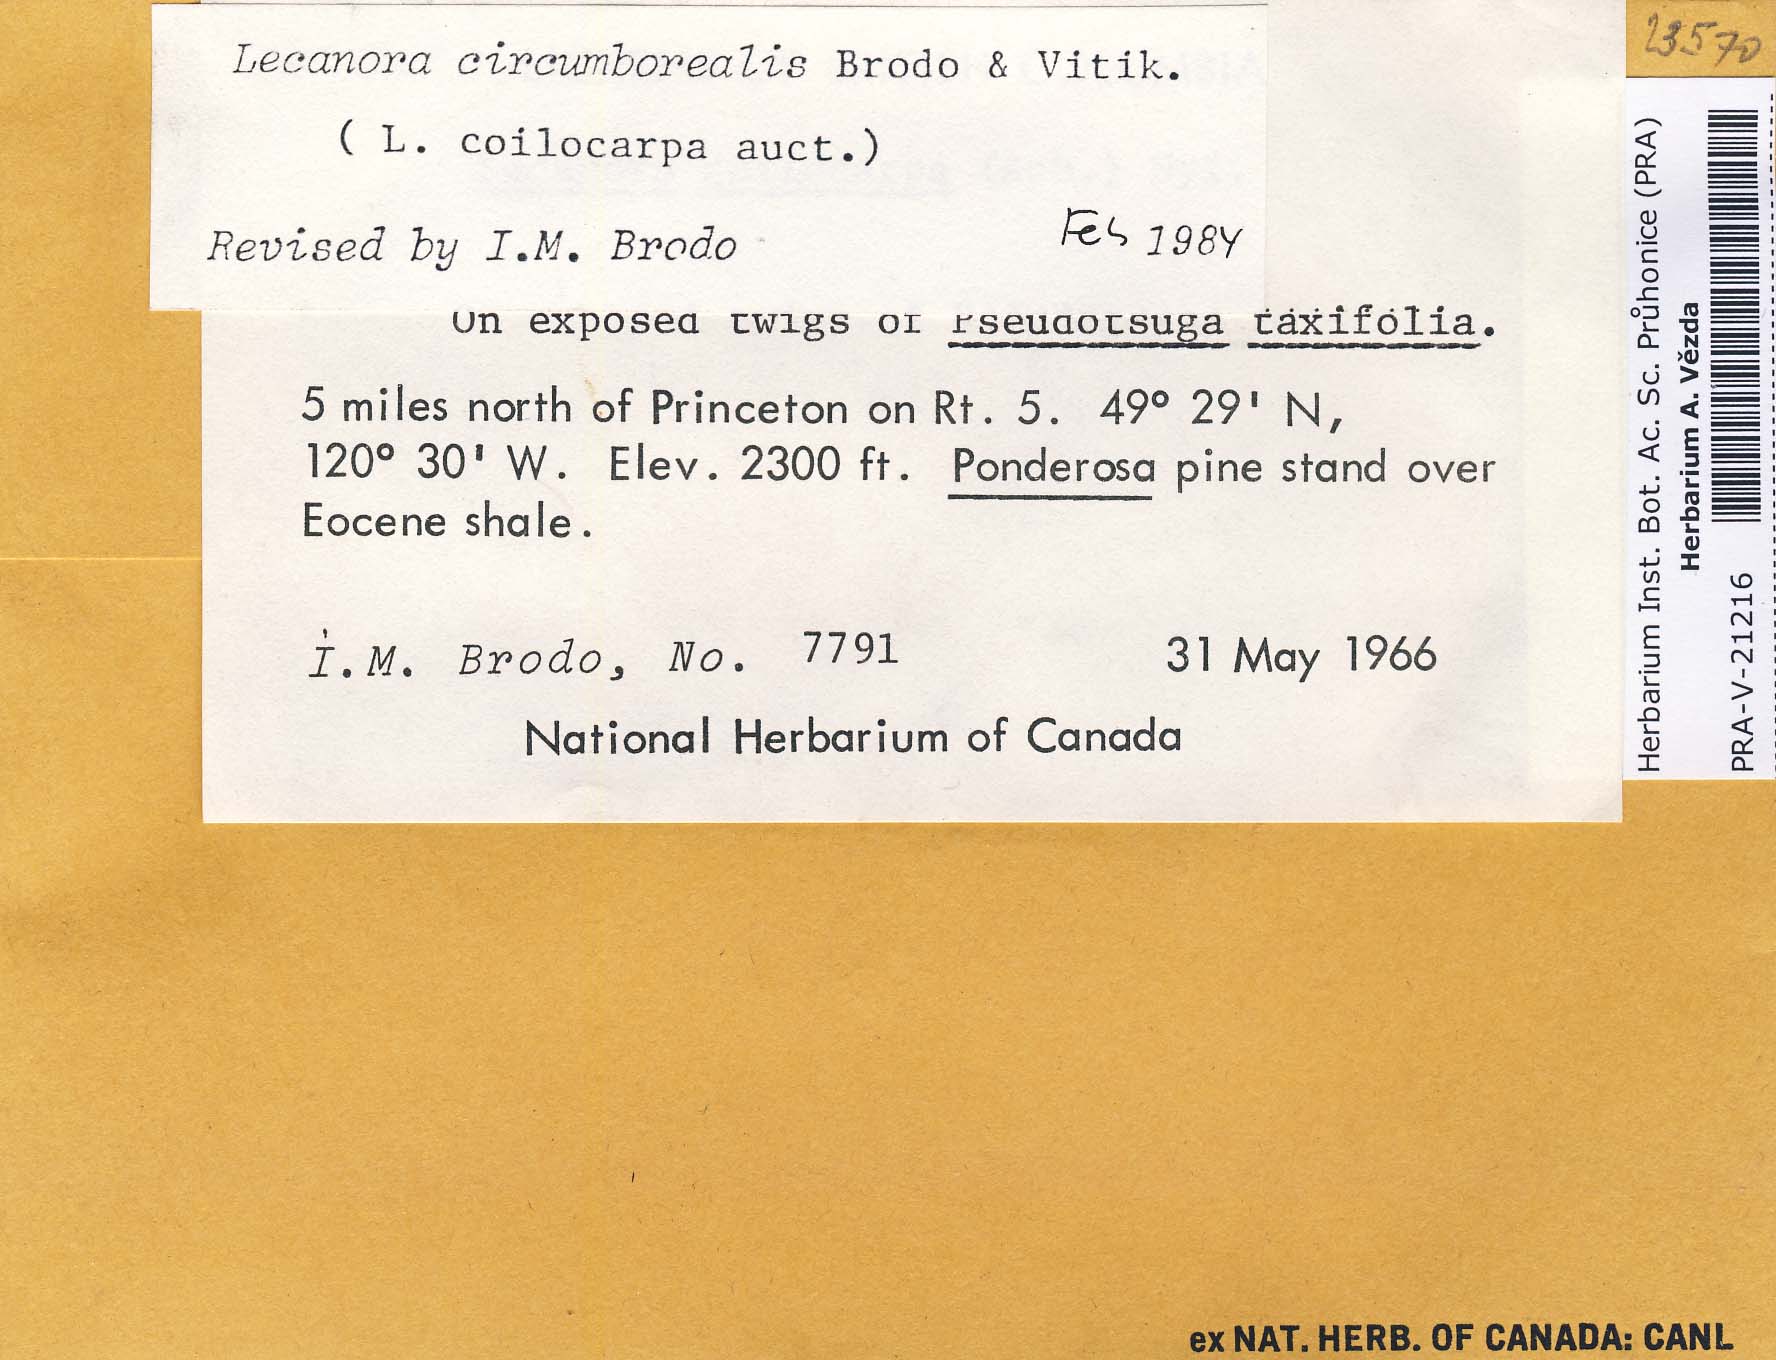 Lecanora circumborealis Brodo & Vitik.
( L. coilocarpa auct.)
Revised by I.M. Brodo Feb 1984
On exposed twigs of Pseudotsuga taxifolia.
5 miles north of Princeton on Rt. 5. 49° 29' N,
120° 30' W. Elev. 2300 ft. Ponderosa pine stand over
Eocene shale.
I.M. Brodo, No. 7791 31 May 1966
National Herbarium of Canada
23570
Herbarium Inst. Bot. Ac. Sc. Průhonice (PRA)
Herbarium A. Vězda
PRA-V-21216
ex NAT. HERB. OF CANADA: CANL